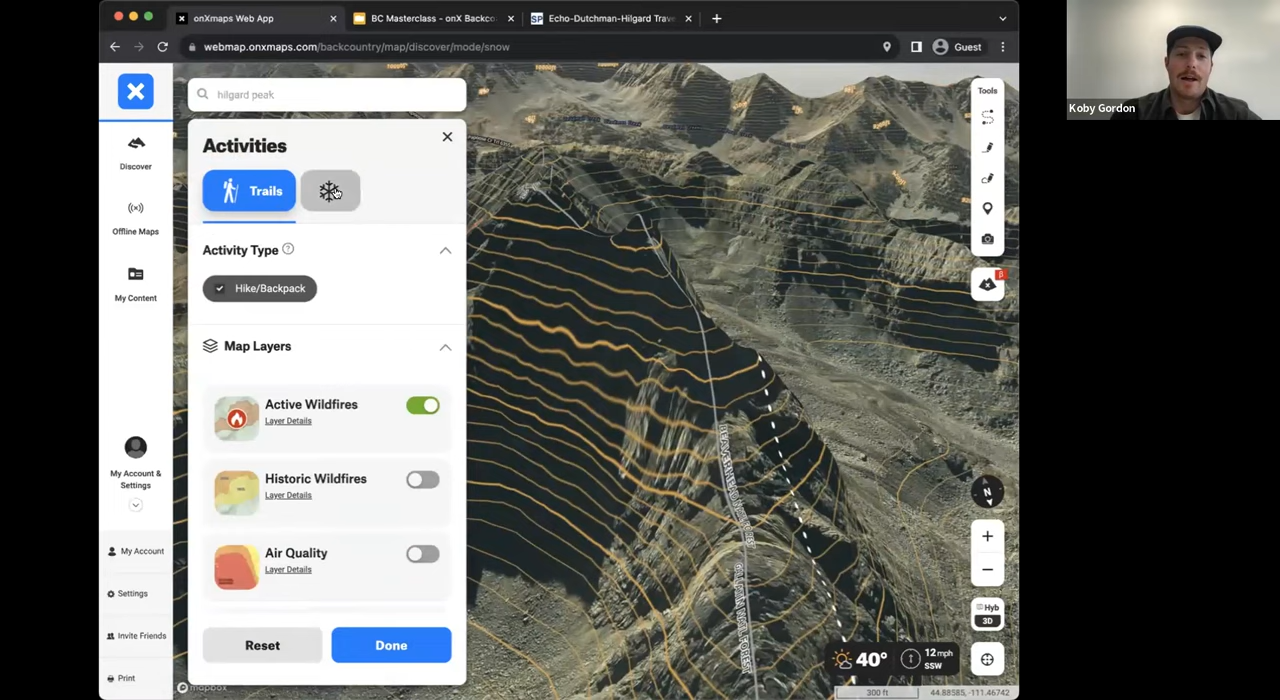 onXmaps Web App
BC Masterclass - onX Backco
Echo-Dutchman-Hilgard Trave
webmap.onxmaps.com/backcountry/map/discover/mode/snow
Guest
Koby Gordon
hilgard peak
Tools
Discover
Offline Maps
My Content
My Account &
Settings
My Account
Settings
Invite Friends
Print
Activities
Trails
Activity Type ?
Hike/Backpack
Map Layers
Active Wildfires
Layer Details
Historic Wildfires
Layer Details
Air Quality
Layer Details
Reset
Done
mapbox
N
+
−
Hyb
3D
40°
12 mph
SSW
300 ft
44.88585, -111.46742